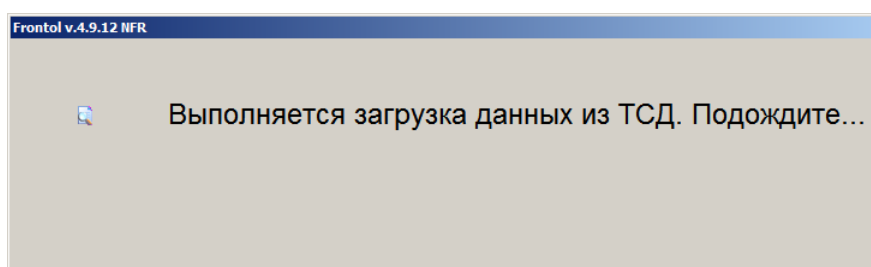 Frontol v.4.9.12 NFR
Выполняется загрузка данных из ТСД. Подождите...